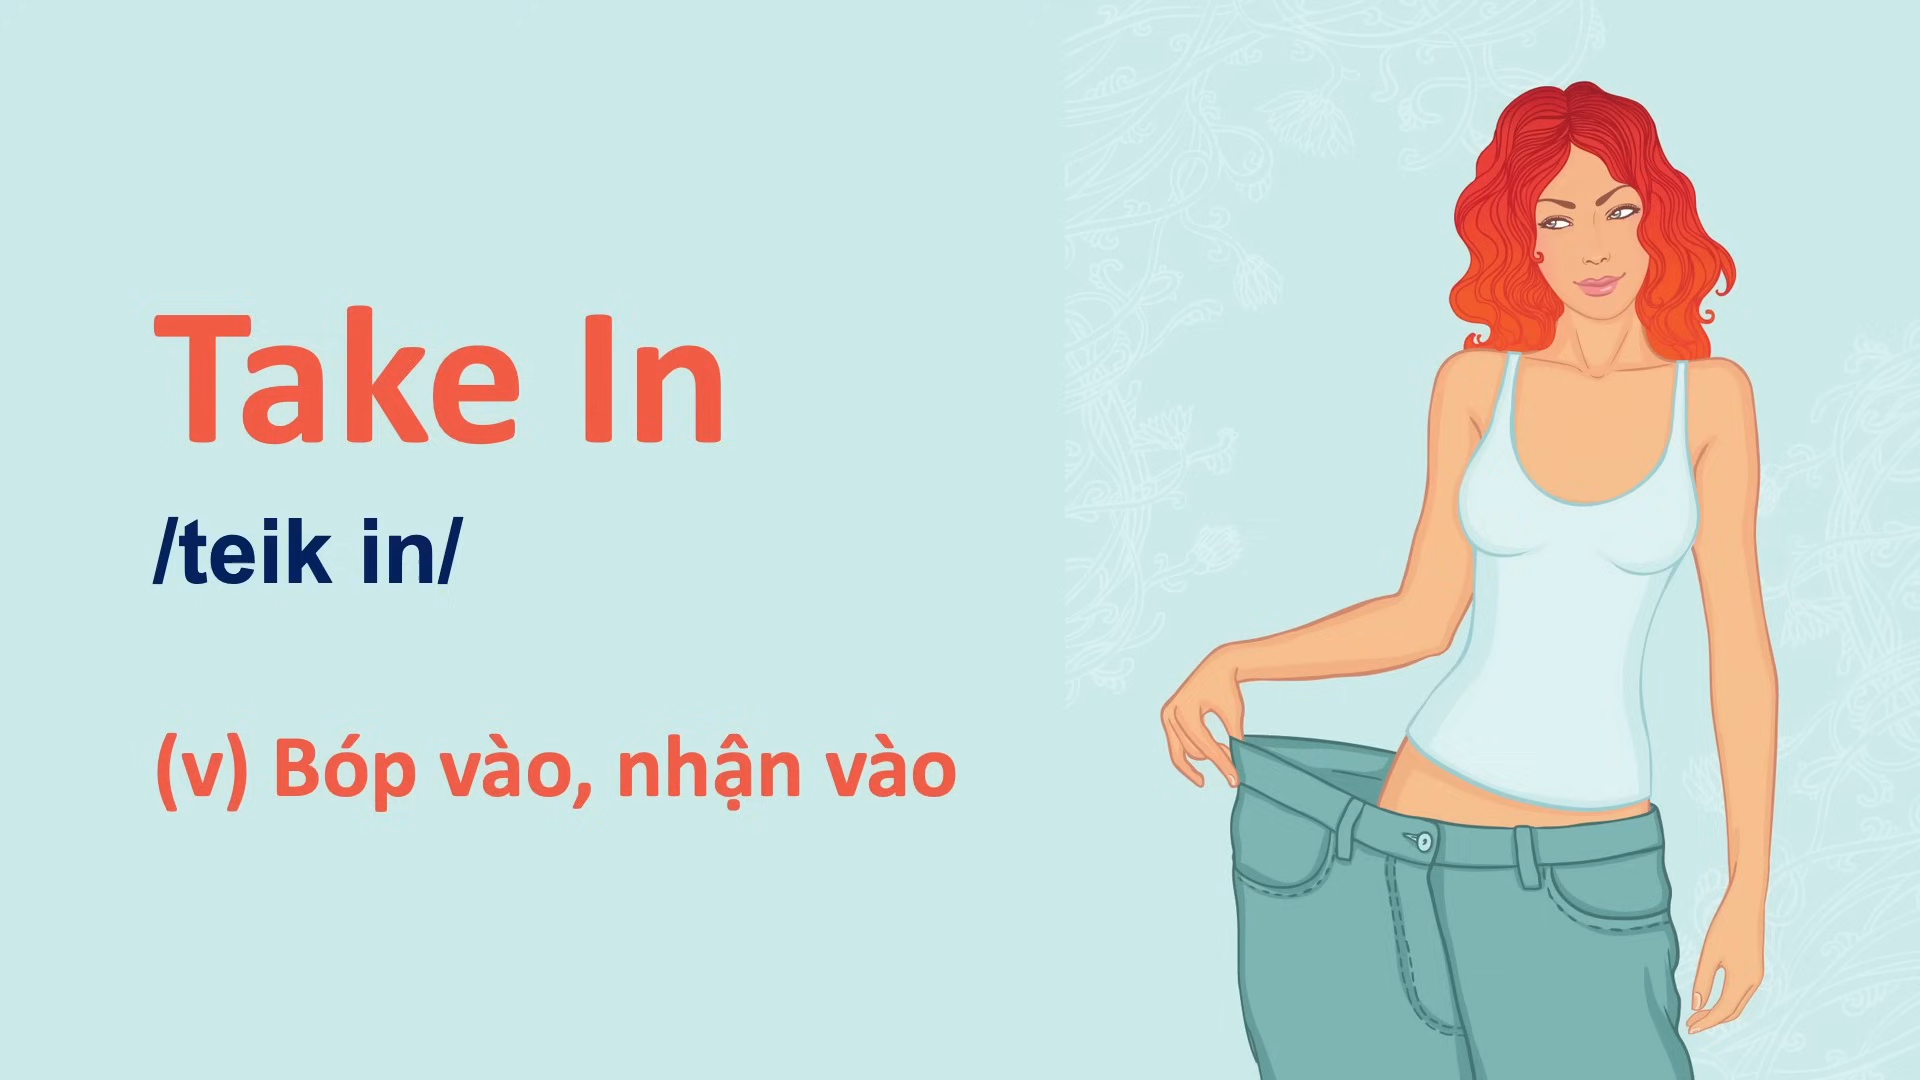 Take In
/teik in/
(v) Bóp vào, nhận vào